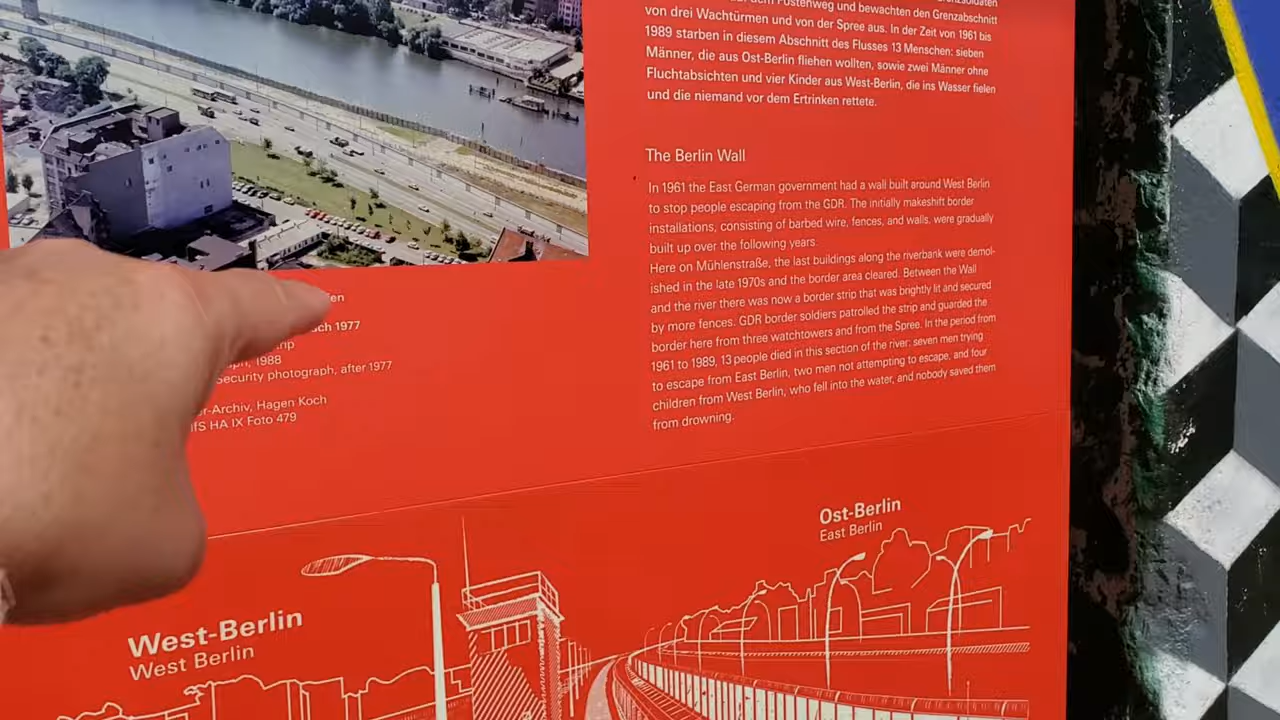 dem Postenweg und bewachten den Grenzabschnitt
von drei Wachtürmen und von der Spree aus. In der Zeit von 1961 bis
1989 starben in diesem Abschnitt des Flusses 13 Menschen: sieben
Männer, die aus Ost-Berlin fliehen wollten, sowie zwei Männer ohne
Fluchtabsichten und vier Kinder aus West-Berlin, die ins Wasser fielen
und die niemand vor dem Ertrinken rettete.
The Berlin Wall
In 1961 the East German government had a wall built around West Berlin
to stop people escaping from the GDR. The initially makeshift border
installations, consisting of barbed wire, fences, and walls, were gradually
built up over the following years.
Here on Mühlenstraße, the last buildings along the riverbank were demol-
ished in the late 1970s and the border area cleared. Between the Wall
and the river there was now a border strip that was brightly lit and secured
by more fences. GDR border soldiers patrolled the strip and guarded the
border here from three watchtowers and from the Spree. In the period from
1961 to 1989, 13 people died in this section of the river: seven men trying
to escape from East Berlin, two men not attempting to escape, and four
children from West Berlin, who fell into the water, and nobody saved them
from drowning.
1977
1988
Security photograph, after 1977
Hagen Koch
HA IX Foto 479
Ost-Berlin
East Berlin
West-Berlin
West Berlin